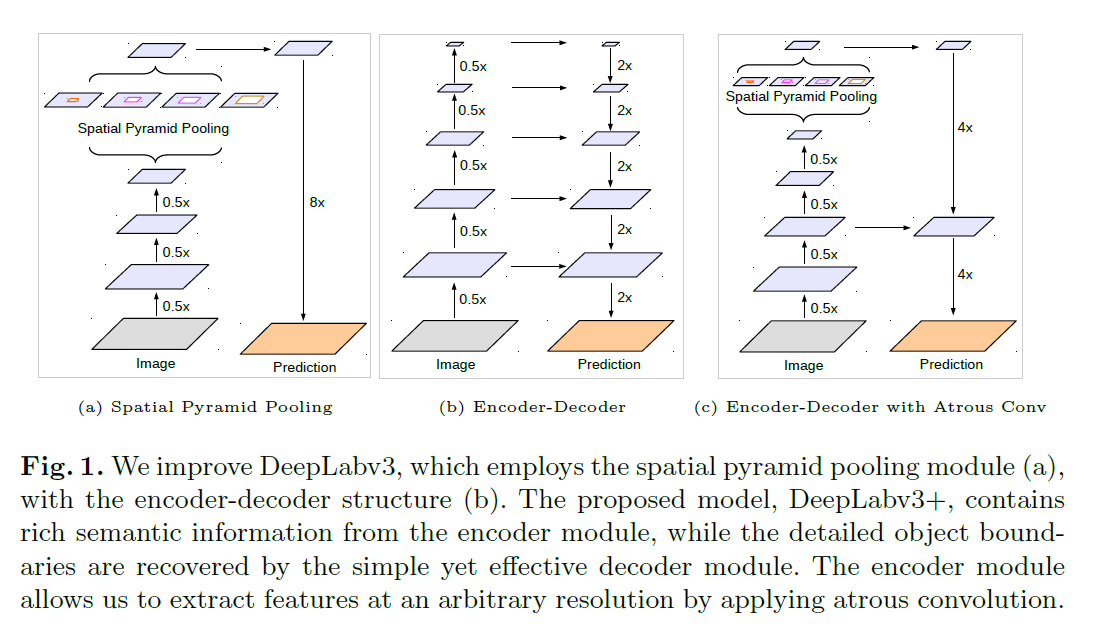 Spatial Pyramid Pooling
0.5x
0.5x
0.5x
8x
Image
Prediction
(a) Spatial Pyramid Pooling
0.5x
0.5x
0.5x
0.5x
0.5x
2x
2x
2x
2x
2x
Image
Prediction
(b) Encoder-Decoder
Spatial Pyramid Pooling
0.5x
0.5x
0.5x
0.5x
4x
4x
Image
Prediction
(c) Encoder-Decoder with Atrous Conv
Fig. 1. We improve DeepLabv3, which employs the spatial pyramid pooling module (a),
with the encoder-decoder structure (b). The proposed model, DeepLabv3+, contains
rich semantic information from the encoder module, while the detailed object bound-
aries are recovered by the simple yet effective decoder module. The encoder module
allows us to extract features at an arbitrary resolution by applying atrous convolution.